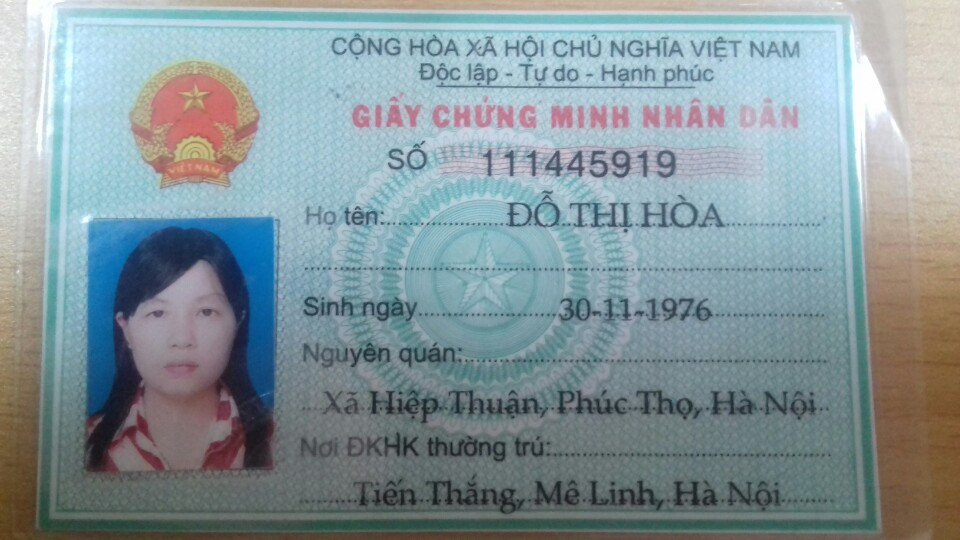 CỘNG HÒA XÃ HỘI CHỦ NGHĨA VIỆT NAM
Độc lập - Tự do - Hạnh phúc
GIẤY CHỨNG MINH NHÂN DÂN
SỐ 111445919
VIỆT NAM
Họ tên: ĐỖ THỊ HÒA
Sinh ngày 30-11-1976
Nguyên quán:
Xã Hiệp Thuận, Phúc Thọ, Hà Nội
Nơi ĐKHK thường trú:
Tiến Thắng, Mê Linh, Hà Nội